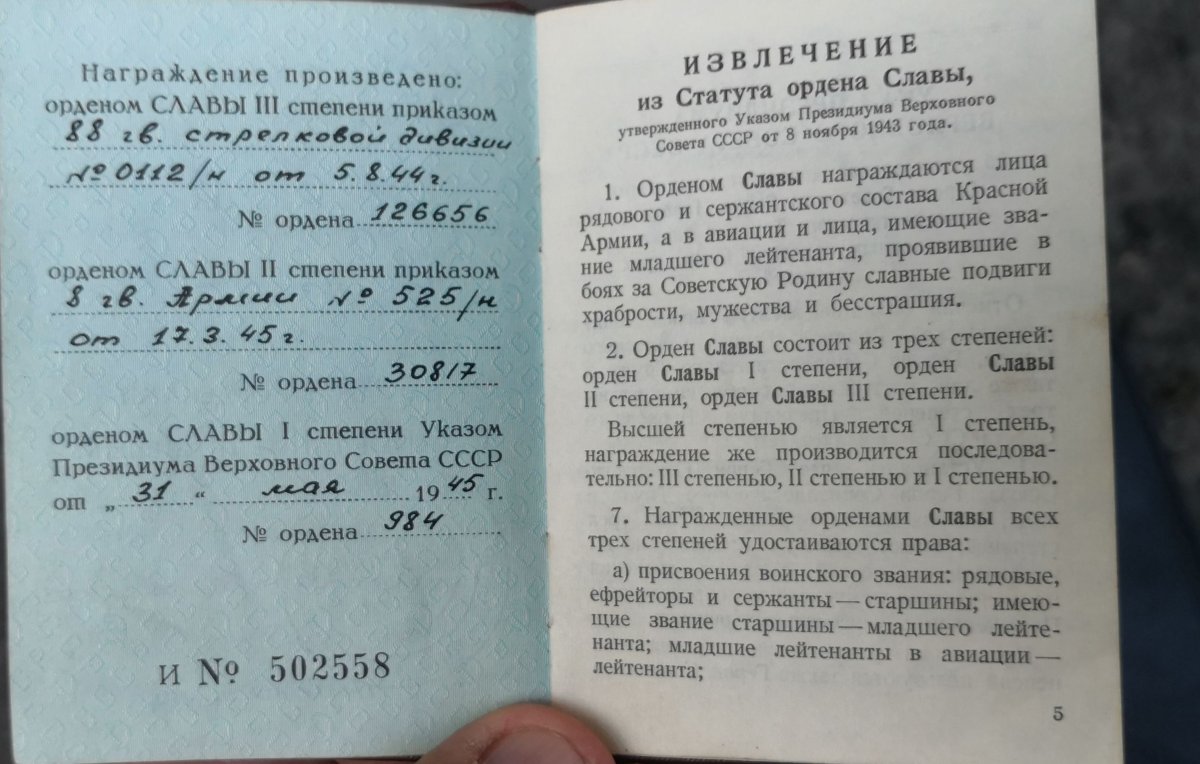 Награждение произведено:
орденом СЛАВЫ III степени приказом
88 гв. стрелковой дивизии
№ 0112/н от 5.8.44 г.
№ ордена 126656
орденом СЛАВЫ II степени приказом
8 гв. Армии № 525/н
от 17.3.45 г.
№ ордена 30817
орденом СЛАВЫ I степени Указом
Президиума Верховного Совета СССР
от „31“ мая 1945 г.
№ ордена 984
И № 502558
ИЗВЛЕЧЕНИЕ
из Статута ордена Славы,
утвержденного Указом Президиума Верховного
Совета СССР от 8 ноября 1943 года.
1. Орденом Славы награждаются лица
рядового и сержантского состава Красной
Армии, а в авиации и лица, имеющие зва-
ние младшего лейтенанта, проявившие в
боях за Советскую Родину славные подвиги
храбрости, мужества и бесстрашия.
2. Орден Славы состоит из трех степеней:
орден Славы I степени, орден Славы
II степени, орден Славы III степени.
Высшей степенью является I степень,
награждение же производится последова-
тельно: III степенью, II степенью и I степенью.
7. Награжденные орденами Славы всех
трех степеней удостаиваются права:
а) присвоения воинского звания: рядовые,
ефрейторы и сержанты — старшины; имею-
щие звание старшины — младшего лейте-
нанта; младшие лейтенанты в авиации —
лейтенанта;
5